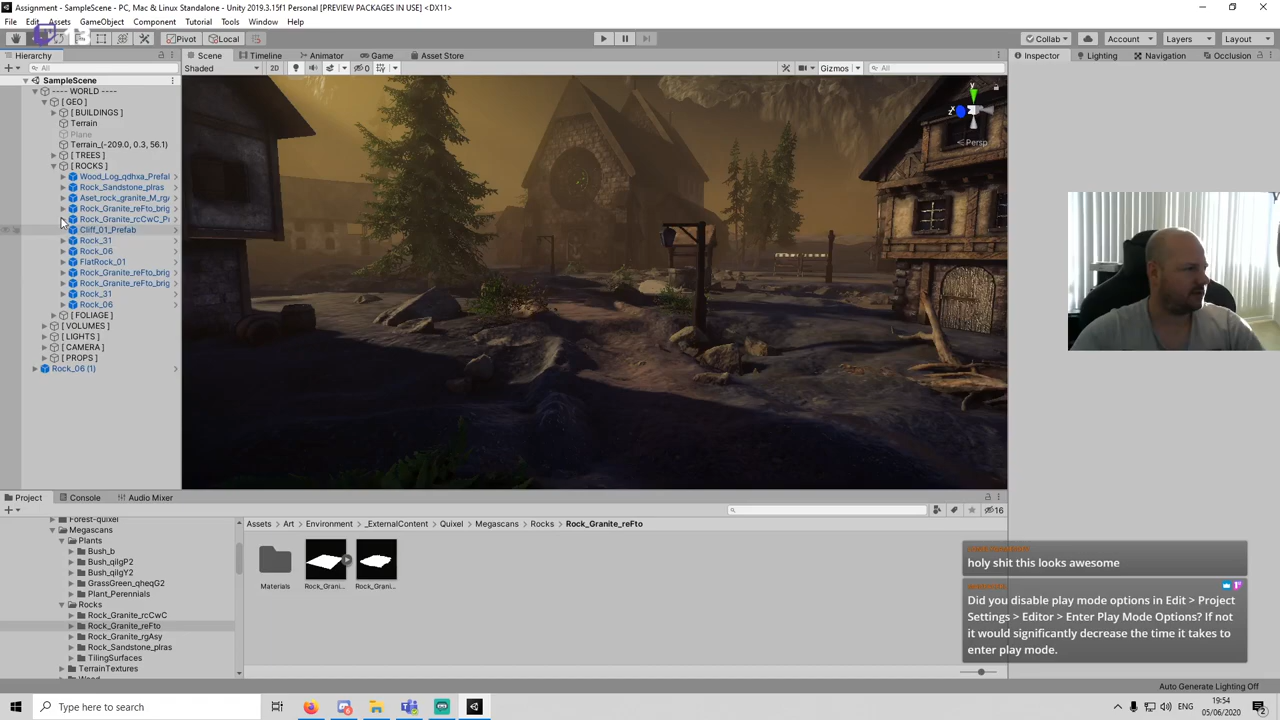 Assignment - SampleScene - PC, Mac & Linux Standalone - Unity 2019.3.15f1 Personal [PREVIEW PACKAGES IN USE] <DX11>
File Edit Assets GameObject Component Tutorial Tools Window Help
13
Pivot Local Collab Account Layers Layout
Hierarchy Scene Timeline Animator Game Asset Store Inspector Lighting Navigation Occlusion
All Shaded 2D 0 Gizmos All
SampleScene
---- WORLD ----
[ GEO ]
[ BUILDINGS ]
Terrain
Plane
Terrain_(-209.0, 0.3, 56.1)
[ TREES ]
[ ROCKS ]
Wood_Log_qdhxa_Prefal
Rock_Sandstone_plras
Aset_rock_granite_M_rg
Rock_Granite_reFto_brig
Rock_Granite_rcCwC_Pr
Cliff_01_Prefab
Rock_31
Rock_06
FlatRock_01
Rock_Granite_reFto_brig
Rock_Granite_reFto_brig
Rock_31
Rock_06
[ FOLIAGE ]
[ VOLUMES ]
[ LIGHTS ]
[ CAMERA ]
[ PROPS ]
Rock_06 (1)
y
x
z
Persp
Project Console Audio Mixer
16
Forest-quixel
Megascans
Plants
Bush_b
Bush_qilgP2
Bush_qilgY2
GrassGreen_qheqG2
Plant_Perennials
Rocks
Rock_Granite_rcCwC
Rock_Granite_reFto
Rock_Granite_rgAsy
Rock_Sandstone_plras
TilingSurfaces
TerrainTextures
Assets > Art > Environment > _ExternalContent > Quixel > Megascans > Rocks > Rock_Granite_reFto
Materials Rock_Grani... Rock_Grani...
holy shit this looks awesome
Did you disable play mode options in Edit > Project
Settings > Editor > Enter Play Mode Options? If not
it would significantly decrease the time it takes to
enter play mode.
Auto Generate Lighting Off
Type here to search
ENG
19:54
05/06/2020
2